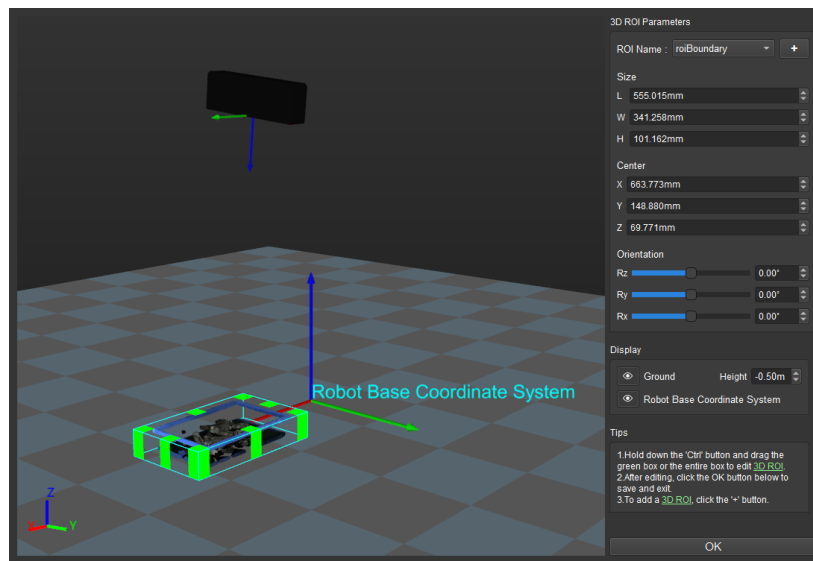 3D ROI Parameters
ROI Name : roiBoundary +
Size
L 555.015mm
W 341.258mm
H 101.162mm
Center
X 663.773mm
Y 148.880mm
Z 69.771mm
Orientation
Rz 0.00°
Ry 0.00°
Rx 0.00°
Display
Ground Height -0.50m
Robot Base Coordinate System
Tips
1.Hold down the 'Ctrl' button and drag the
green box or the entire box to edit 3D ROI.
2.After editing, click the OK button below to
save and exit.
3.To add a 3D ROI, click the '+' button.
OK
Robot Base Coordinate System
Z
X
Y